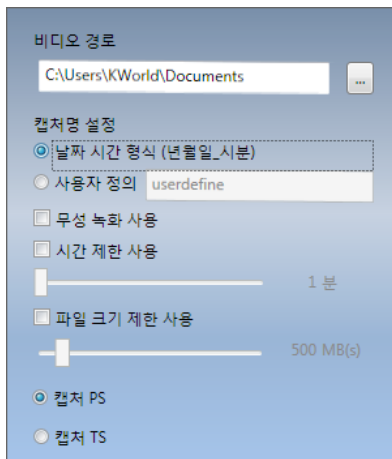 비디오 경로
C:\Users\KWorld\Documents
...
캡처명 설정
날짜 시간 형식 (년월일_시분)
사용자 정의 userdefine
무성 녹화 사용
시간 제한 사용
1 분
파일 크기 제한 사용
500 MB(s)
캡처 PS
캡처 TS